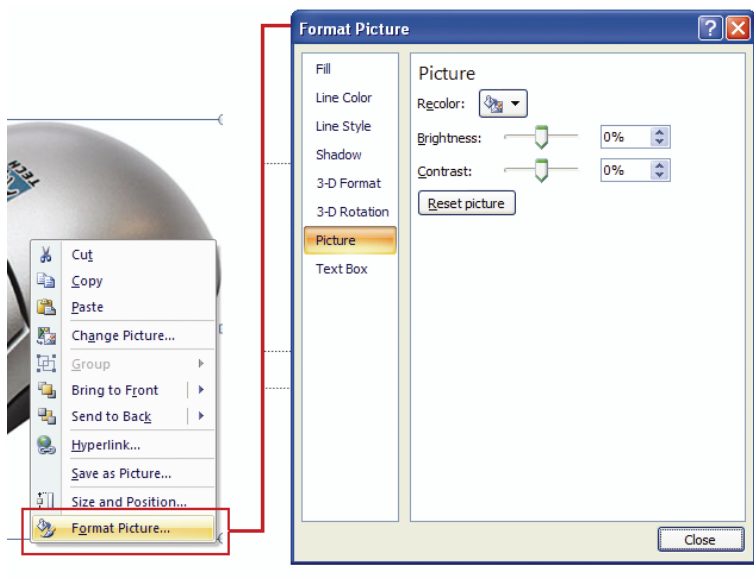 TECH
Cut
Copy
Paste
Change Picture...
Group
Bring to Front
Send to Back
Hyperlink...
Save as Picture...
Size and Position...
Format Picture...
Format Picture
Fill
Line Color
Line Style
Shadow
3-D Format
3-D Rotation
Picture
Text Box
Picture
Recolor:
Brightness: 0%
Contrast: 0%
Reset picture
Close